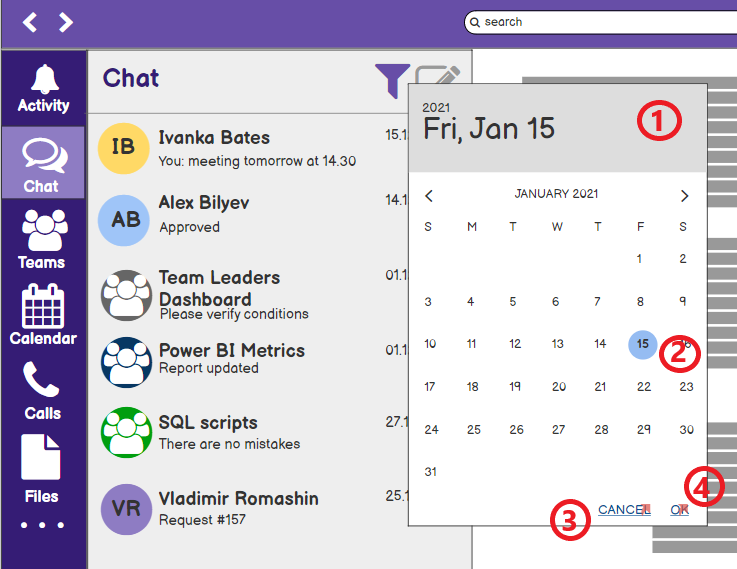 search
Activity
Chat
Teams
Calendar
Calls
Files
Chat
IB
Ivanka Bates
15.1
You: meeting tomorrow at 14.30
AB
Alex Bilyev
14.1
Approved
Team Leaders
Dashboard
01.1
Please verify conditions
Power BI Metrics
01.1
Report updated
SQL scripts
27.1
There are no mistakes
VR
Vladimir Romashin
25.1
Request #157
2021
Fri, Jan 15
1
JANUARY 2021
S M T W T F S
1 2
3 4 5 6 7 8 9
10 11 12 13 14 15 16
2
17 18 19 20 21 22 23
24 25 26 27 28 29 30
31
4
3
CANCEL OK